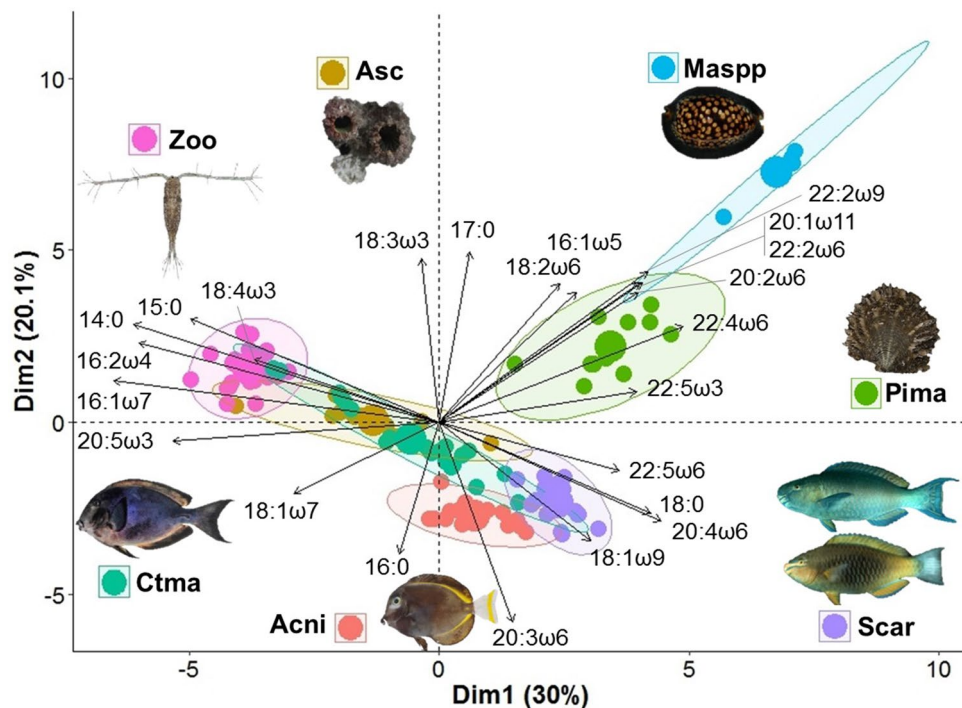 10
5
0
-5
Dim2 (20.1%)
-5
0
5
10
Dim1 (30%)
Asc
Maspp
Zoo
22:2ω9
20:1ω11
22:2ω6
20:2ω6
18:3ω3
17:0
16:1ω5
18:2ω6
15:0
18:4ω3
14:0
16:2ω4
16:1ω7
20:5ω3
22:4ω6
22:5ω3
Pima
22:5ω6
18:0
20:4ω6
18:1ω9
18:1ω7
16:0
20:3ω6
Ctma
Acni
Scar